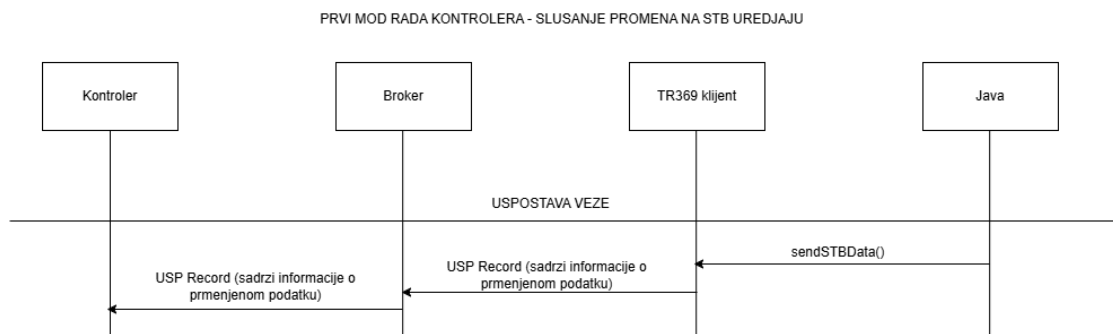 PRVI MOD RADA KONTROLERA - SLUSANJE PROMENA NA STB UREDJAJU
Kontroler
Broker
TR369 klijent
Java
USPOSTAVA VEZE
sendSTBData()
USP Record (sadrzi informacije o
prmenjenom podatku)
USP Record (sadrzi informacije o
prmenjenom podatku)